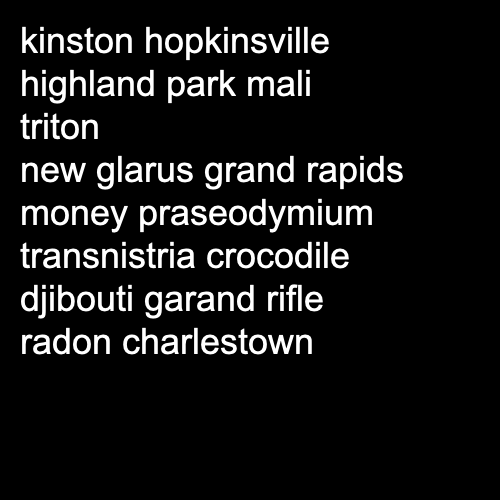 kinston hopkinsville
highland park mali
triton
new glarus grand rapids
money praseodymium
transnistria crocodile
djibouti garand rifle
radon charlestown